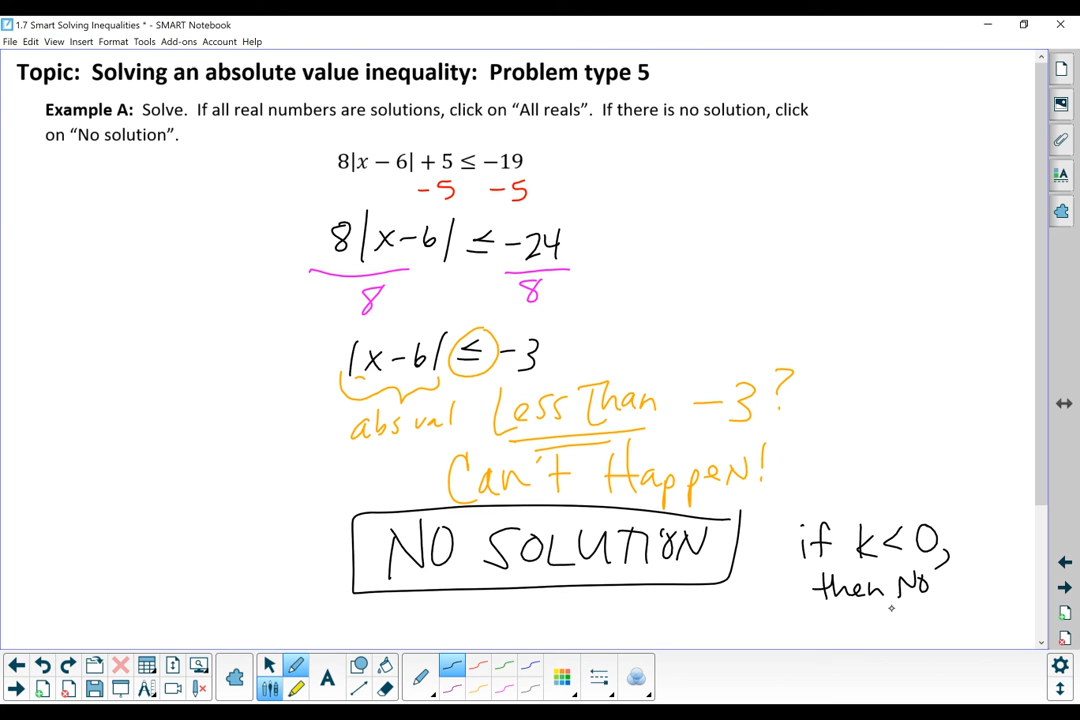 1.7 Smart Solving Inequalities * - SMART Notebook
File Edit View Insert Format Tools Add-ons Account Help
Topic: Solving an absolute value inequality: Problem type 5
Example A: Solve. If all real numbers are solutions, click on “All reals”. If there is no solution, click
on “No solution”.
8|x − 6| + 5 ≤ −19
-5 -5
8|x-6| ≤ -24
8 8
|x-6| ≤ -3
abs val Less Than -3?
Can't Happen!
NO SOLUTION
if k < 0,
then No